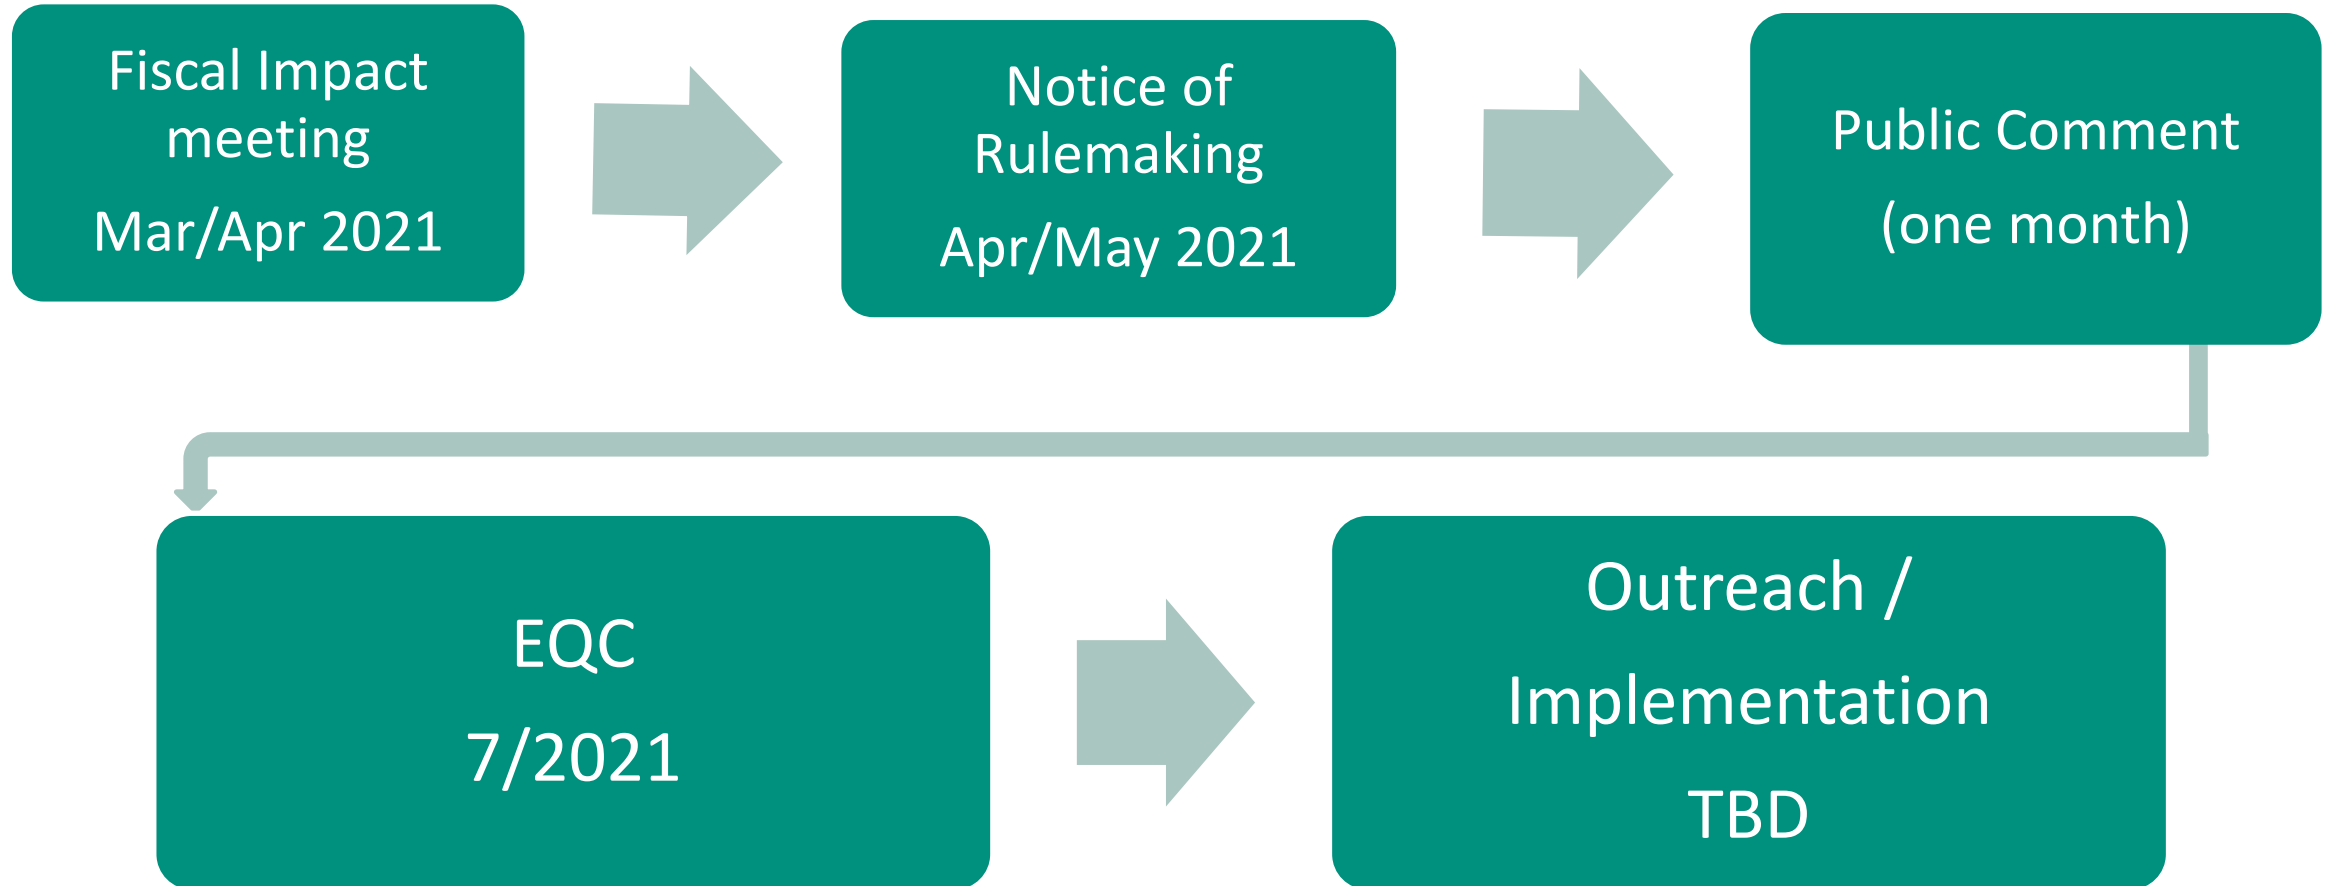 Fiscal Impact
meeting
Mar/Apr 2021
Notice of
Rulemaking
Apr/May 2021
Public Comment
(one month)
EQC
7/2021
Outreach /
Implementation
TBD